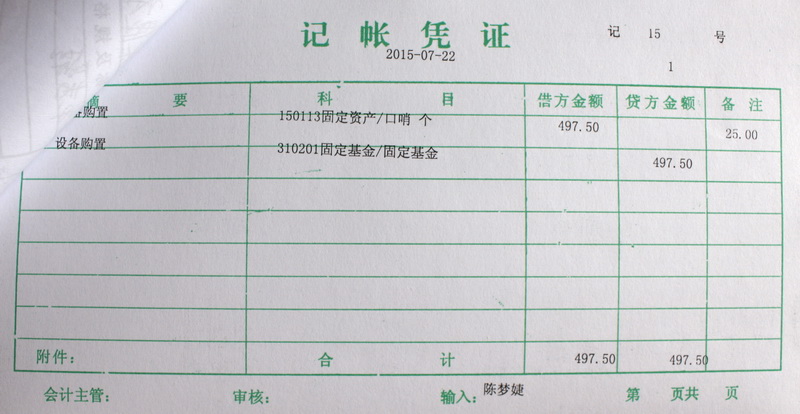 记帐凭证
记 15 号
2015-07-22
1
要 科 目 借方金额 贷方金额 备注
购置 150113固定资产/口哨 个 497.50 25.00
设备购置 310201固定基金/固定基金 497.50
附件： 合 计 497.50 497.50
会计主管： 审核： 输入： 陈梦婕 第 页共 页